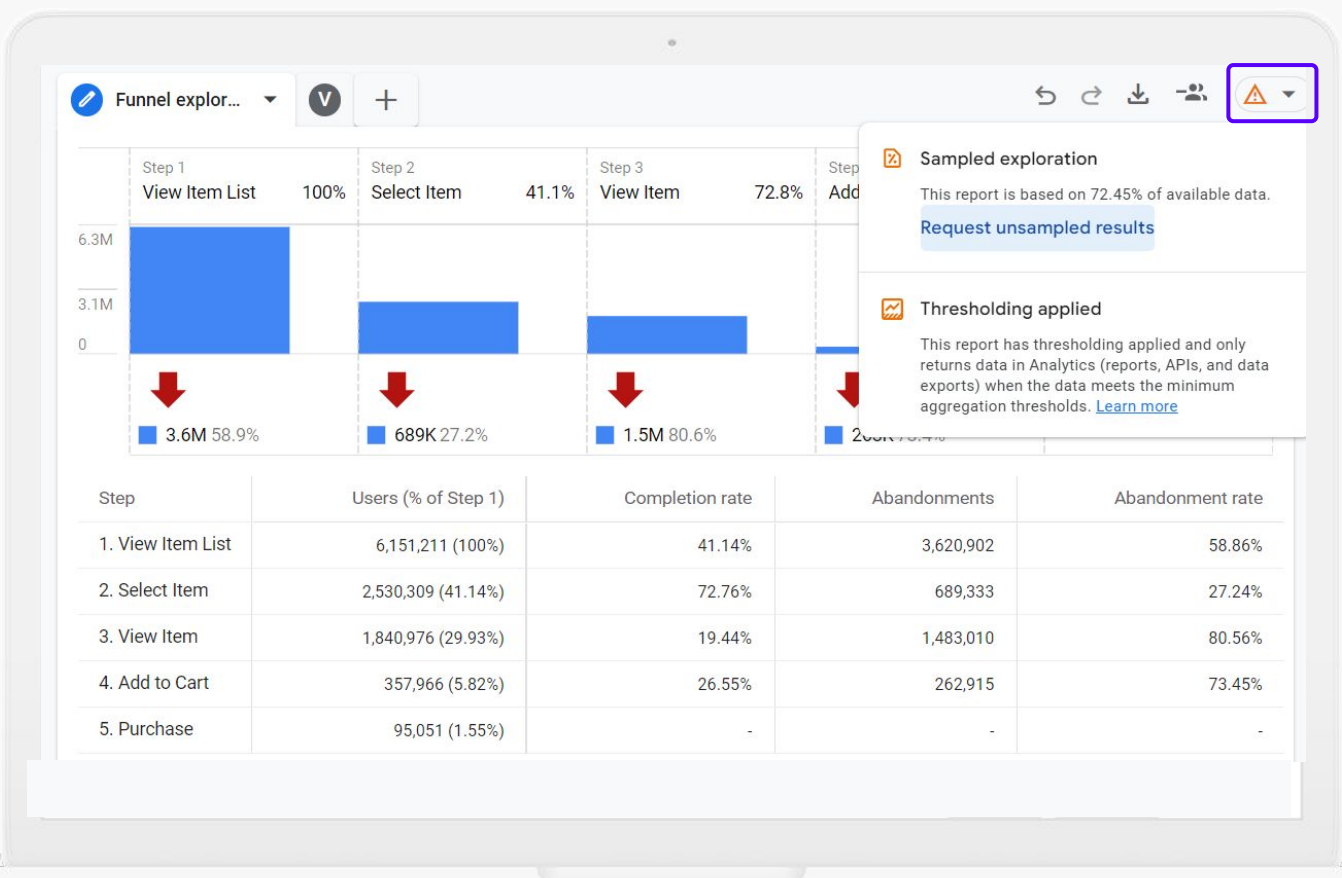 Funnel explor...
V
Sampled exploration
This report is based on 72.45% of available data.
Request unsampled results
Thresholding applied
This report has thresholding applied and only
returns data in Analytics (reports, APIs, and data
exports) when the data meets the minimum
aggregation thresholds. Learn more
Step 1
View Item List 100%
Step 2
Select Item 41.1%
Step 3
View Item 72.8%
Step
Add
6.3M
3.1M
0
3.6M 58.9%
689K 27.2%
1.5M 80.6%
Step Users (% of Step 1) Completion rate Abandonments Abandonment rate
1. View Item List 6,151,211 (100%) 41.14% 3,620,902 58.86%
2. Select Item 2,530,309 (41.14%) 72.76% 689,333 27.24%
3. View Item 1,840,976 (29.93%) 19.44% 1,483,010 80.56%
4. Add to Cart 357,966 (5.82%) 26.55% 262,915 73.45%
5. Purchase 95,051 (1.55%) - - -